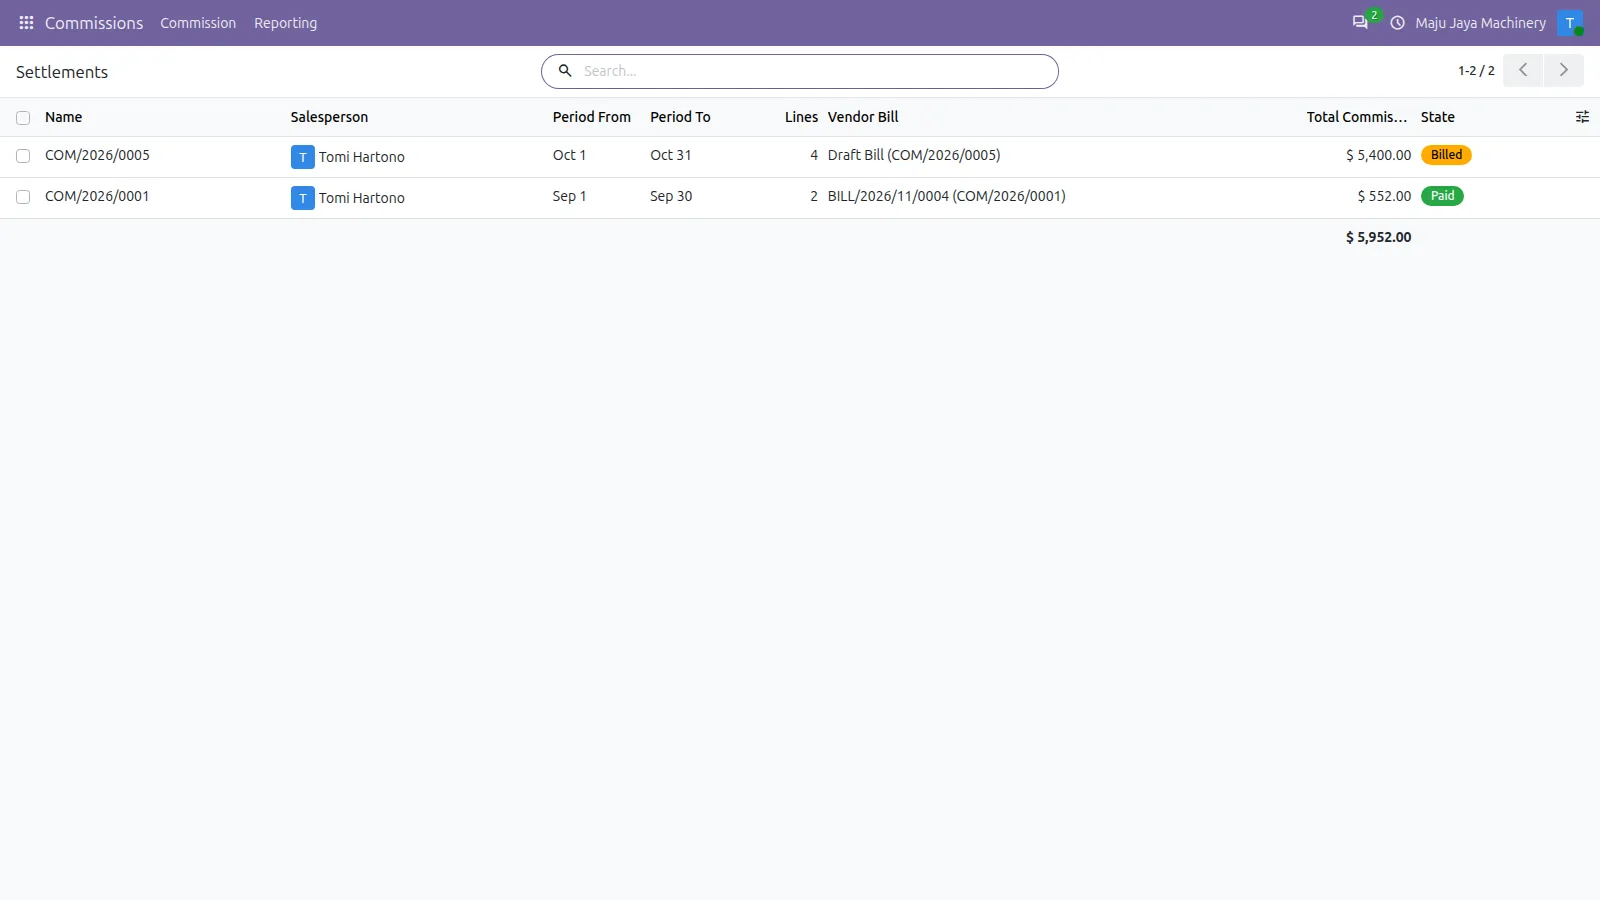 Commissions Commission Reporting 2 Maju Jaya Machinery T
Settlements Search... 1-2 / 2
Name Salesperson Period From Period To Lines Vendor Bill Total Commis... State
COM/2026/0005 T Tomi Hartono Oct 1 Oct 31 4 Draft Bill (COM/2026/0005) $ 5,400.00 Billed
COM/2026/0001 T Tomi Hartono Sep 1 Sep 30 2 BILL/2026/11/0004 (COM/2026/0001) $ 552.00 Paid
$ 5,952.00